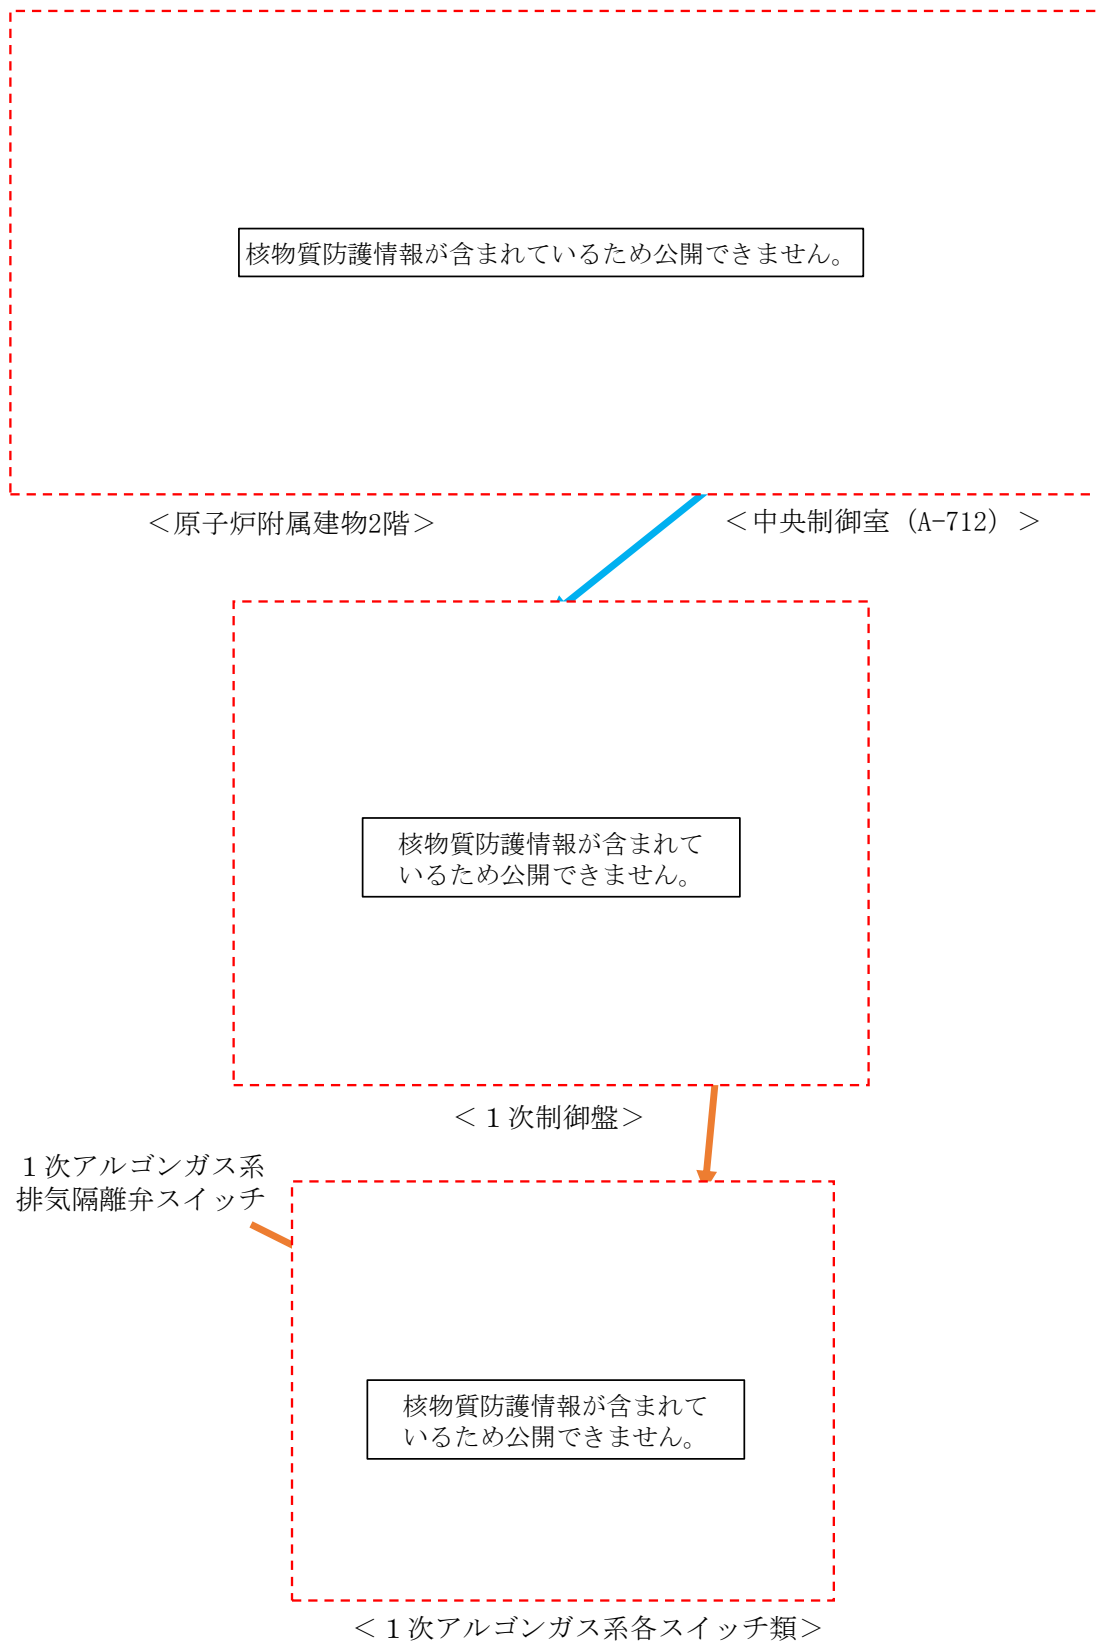 核物質防護情報が含まれているため公開できません。
＜原子炉附属建物2階＞
＜中央制御室（A-712）＞
核物質防護情報が含まれて
いるため公開できません。
＜１次制御盤＞
１次アルゴンガス系
排気隔離弁スイッチ
核物質防護情報が含まれて
いるため公開できません。
＜１次アルゴンガス系各スイッチ類＞